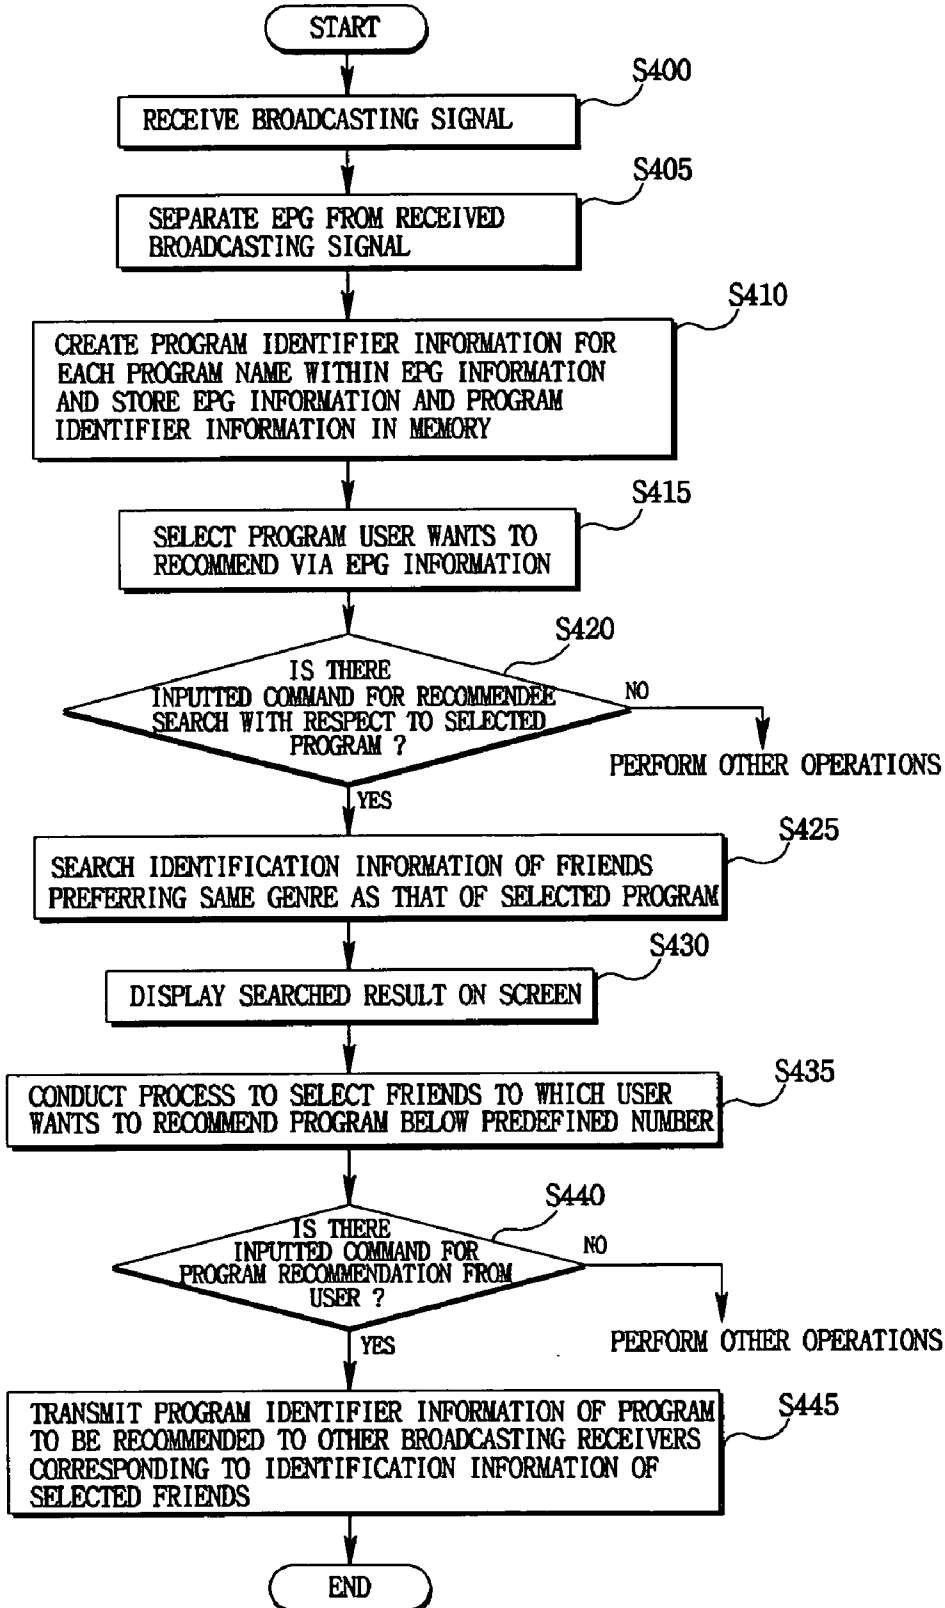 START
S400
RECEIVE BROADCASTING SIGNAL
S405
SEPARATE EPG FROM RECEIVED
BROADCASTING SIGNAL
S410
CREATE PROGRAM IDENTIFIER INFORMATION FOR
EACH PROGRAM NAME WITHIN EPG INFORMATION
AND STORE EPG INFORMATION AND PROGRAM
IDENTIFIER INFORMATION IN MEMORY
S415
SELECT PROGRAM USER WANTS TO
RECOMMEND VIA EPG INFORMATION
S420
IS THERE
INPUTTED COMMAND FOR RECOMMENDEE
SEARCH WITH RESPECT TO SELECTED
PROGRAM ?
NO
PERFORM OTHER OPERATIONS
YES
S425
SEARCH IDENTIFICATION INFORMATION OF FRIENDS
PREFERRING SAME GENRE AS THAT OF SELECTED PROGRAM
S430
DISPLAY SEARCHED RESULT ON SCREEN
S435
CONDUCT PROCESS TO SELECT FRIENDS TO WHICH USER
WANTS TO RECOMMEND PROGRAM BELOW PREDEFINED NUMBER
S440
IS THERE
INPUTTED COMMAND FOR
PROGRAM RECOMMENDATION FROM
USER ?
NO
PERFORM OTHER OPERATIONS
YES
S445
TRANSMIT PROGRAM IDENTIFIER INFORMATION OF PROGRAM
TO BE RECOMMENDED TO OTHER BROADCASTING RECEIVERS
CORRESPONDING TO IDENTIFICATION INFORMATION OF
SELECTED FRIENDS
END